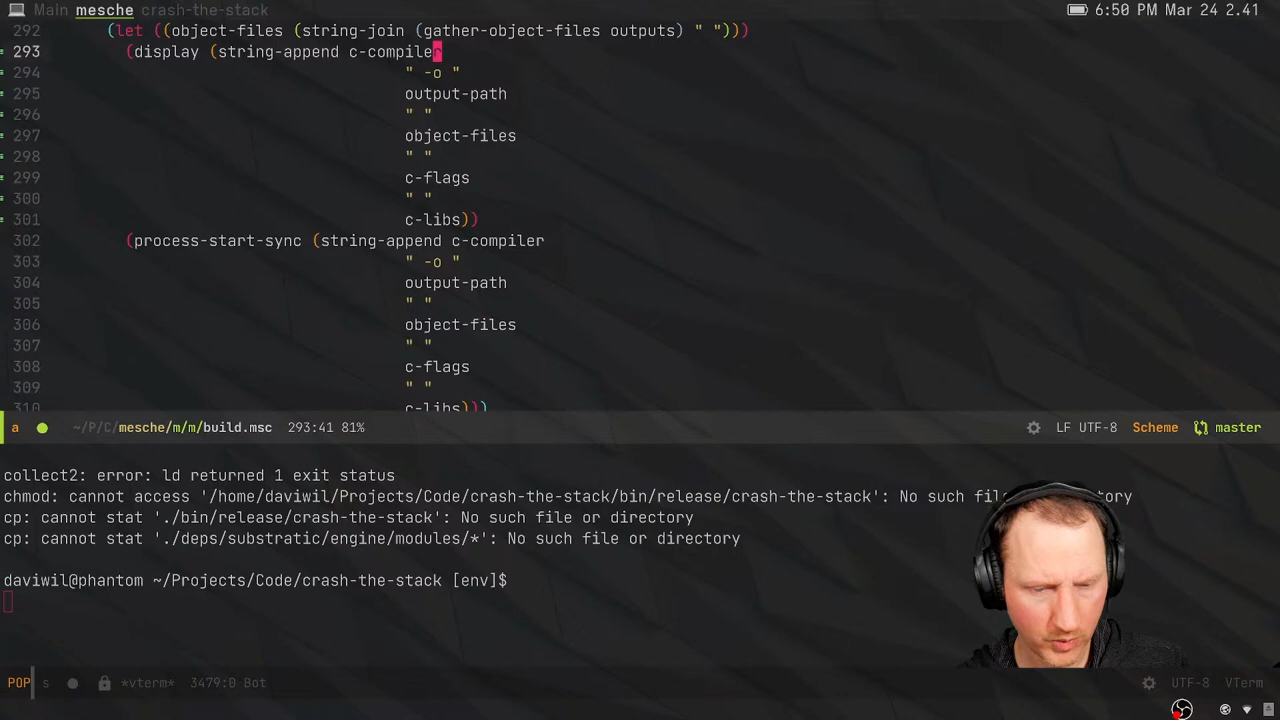 Main mesche crash-the-stack 6:50 PM Mar 24 2.41
292 (let ((object-files (string-join (gather-object-files outputs) " ")))
293 (display (string-append c-compiler
294 " -o "
295 output-path
296 " "
297 object-files
298 " "
299 c-flags
300 " "
301 c-libs))
302 (process-start-sync (string-append c-compiler
303 " -o "
304 output-path
305 " "
306 object-files
307 " "
308 c-flags
309 " "
310 c-libs)))
a ~/P/C/mesche/m/m/build.msc 293:41 81% LF UTF-8 Scheme master
collect2: error: ld returned 1 exit status
chmod: cannot access '/home/daviwil/Projects/Code/crash-the-stack/bin/release/crash-the-stack': No such
cp: cannot stat './bin/release/crash-the-stack': No such file or directory
cp: cannot stat './deps/substratic/engine/modules/*': No such file or directory
daviwil@phantom ~/Projects/Code/crash-the-stack [env]$
POP s *vterm* 3479:0 Bot UTF-8 VTerm